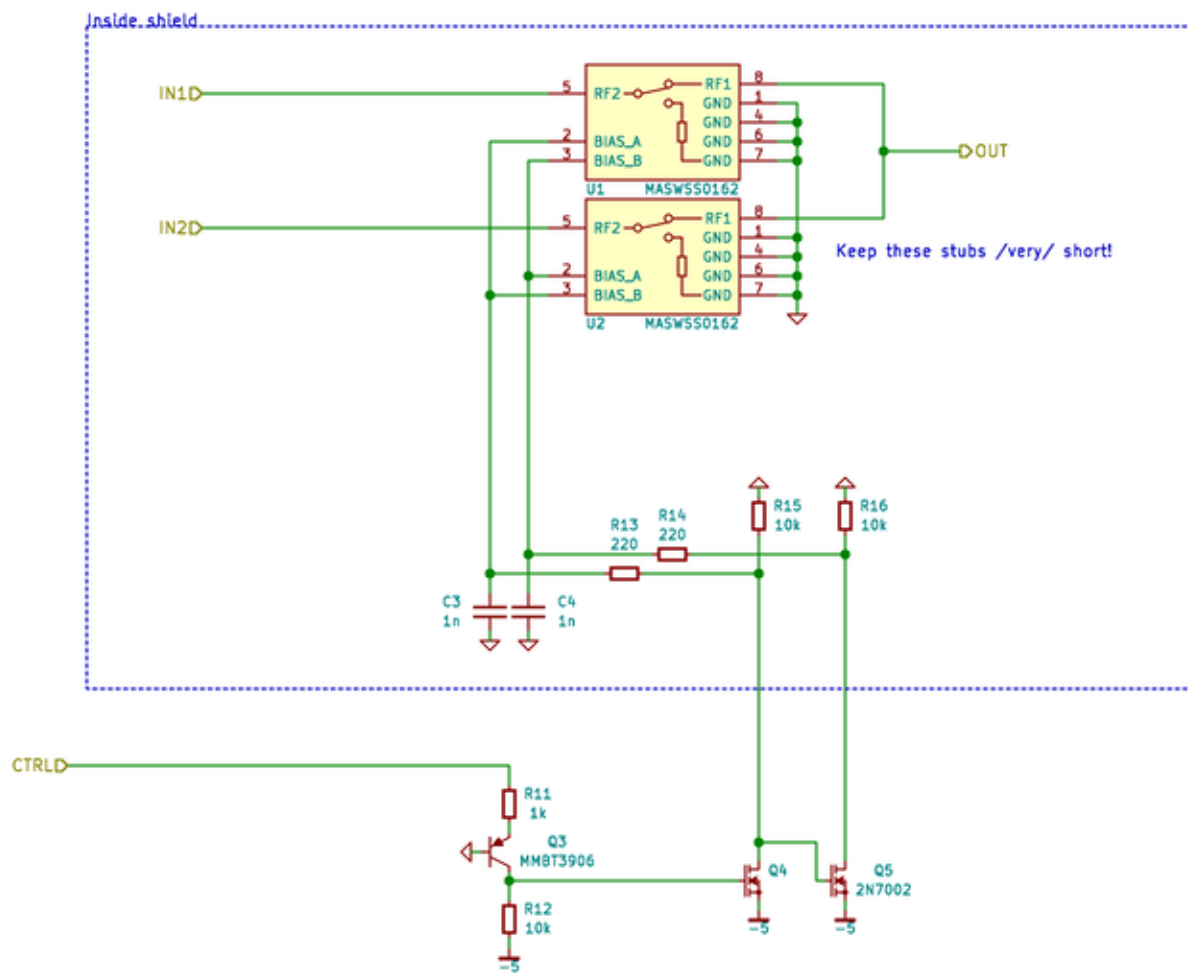 Inside shield
IN1
5 RF2 RF1 8
GND 1
GND 4
2 BIAS_A GND 6
3 BIAS_B GND 7
U1 MASWSS0162
OUT
IN2
5 RF2 RF1 8
GND 1
GND 4
2 BIAS_A GND 6
3 BIAS_B GND 7
U2 MASWSS0162
Keep these stubs /very/ short!
R13
220
R14
220
R15
10k
R16
10k
C3
1n
C4
1n
CTRL
R11
1k
Q3
MMBT3906
Q4
Q5
2N7002
R12
10k
-5
-5
-5